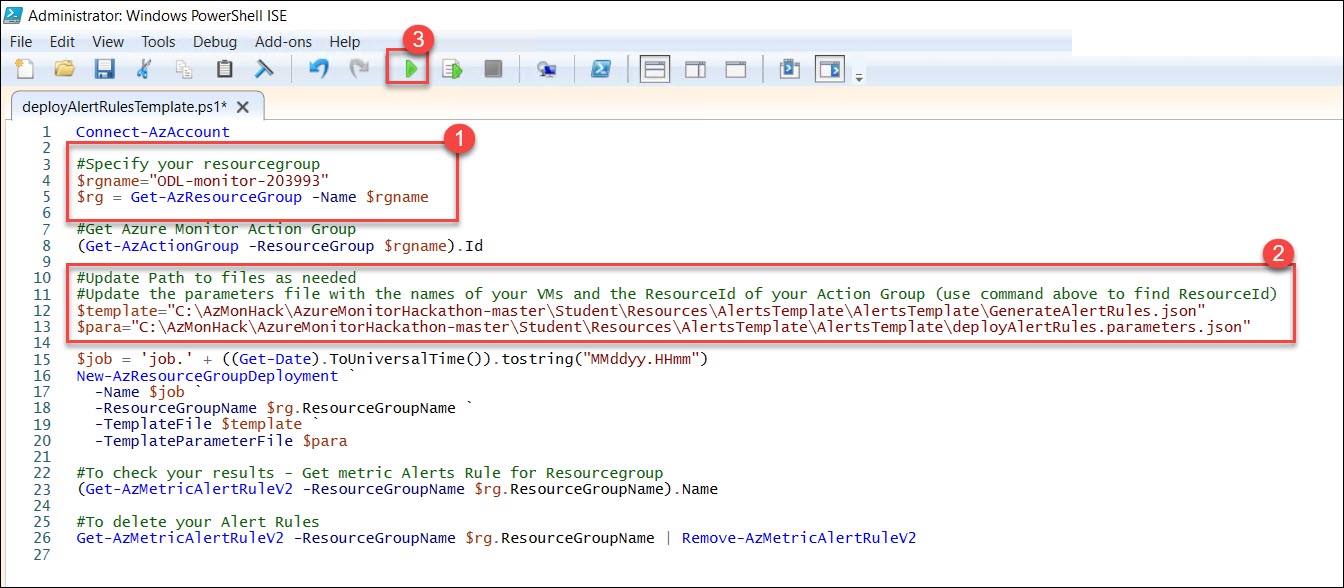 Administrator: Windows PowerShell ISE
File Edit View Tools Debug Add-ons Help
3
deployAlertRulesTemplate.ps1* X
1 Connect-AzAccount
1
2
3 #Specify your resourcegroup
4 $rgname="ODL-monitor-203993"
5 $rg = Get-AzResourceGroup -Name $rgname
6
7 #Get Azure Monitor Action Group
8 (Get-AzActionGroup -ResourceGroup $rgname).Id
9
2
10 #Update Path to files as needed
11 #Update the parameters file with the names of your VMs and the ResourceId of your Action Group (use command above to find ResourceId)
12 $template="C:\AzMonHack\AzureMonitorHackathon-master\Student\Resources\AlertsTemplate\AlertsTemplate\GenerateAlertRules.json"
13 $para="C:\AzMonHack\AzureMonitorHackathon-master\Student\Resources\AlertsTemplate\AlertsTemplate\deployAlertRules.parameters.json"
14
15 $job = 'job.' + ((Get-Date).ToUniversalTime()).tostring("MMddyy.HHmm")
16 New-AzResourceGroupDeployment `
17 -Name $job `
18 -ResourceGroupName $rg.ResourceGroupName `
19 -TemplateFile $template `
20 -TemplateParameterFile $para
21
22 #To check your results - Get metric Alerts Rule for Resourcegroup
23 (Get-AzMetricAlertRuleV2 -ResourceGroupName $rg.ResourceGroupName).Name
24
25 #To delete your Alert Rules
26 Get-AzMetricAlertRuleV2 -ResourceGroupName $rg.ResourceGroupName | Remove-AzMetricAlertRuleV2
27